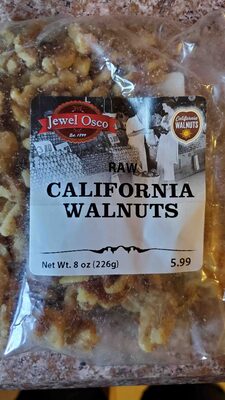 Jewel Osco
Est. 1899
California
WALNUTS
RAW
CALIFORNIA
WALNUTS
Net Wt. 8 oz (226g) 5.99